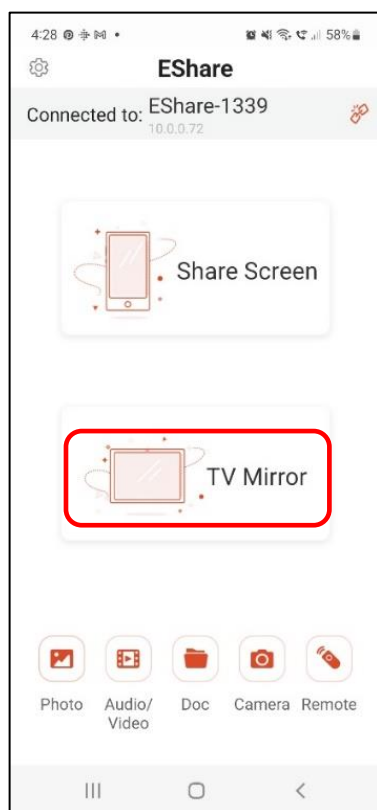 4:28
58%
EShare
Connected to: EShare-1339
10.0.0.72
Share Screen
TV Mirror
Photo
Audio/
Video
Doc
Camera
Remote